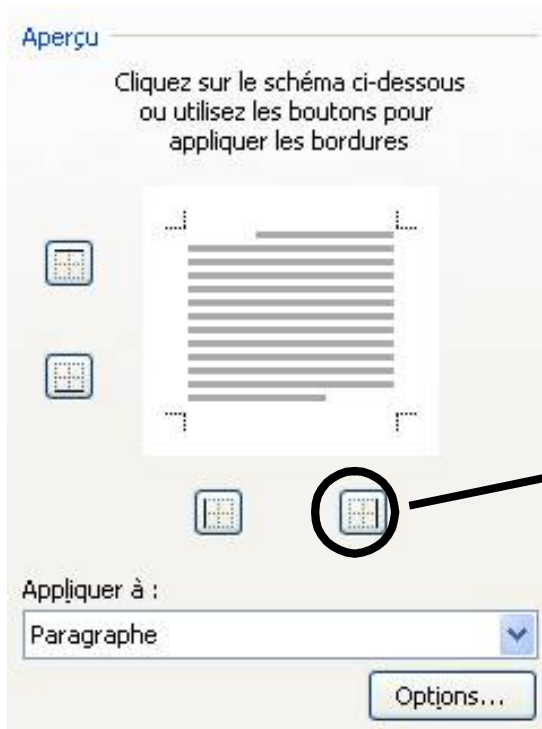 Aperçu
Cliquez sur le schéma ci-dessous
ou utilisez les boutons pour
appliquer les bordures
Appliquer à :
Paragraphe
Options...